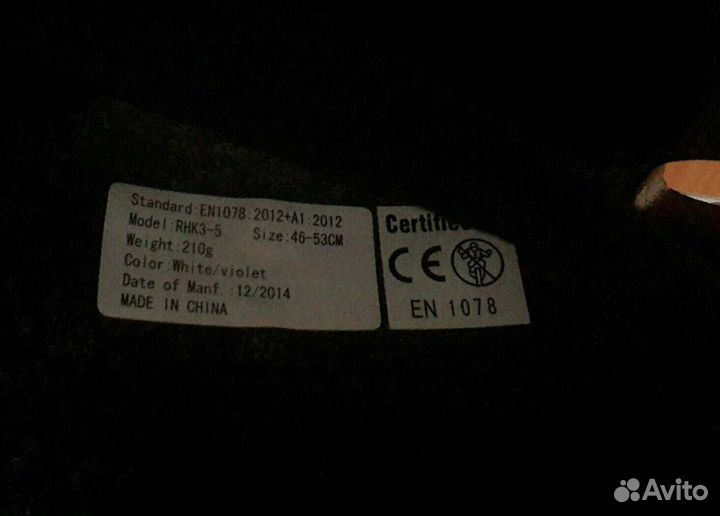 Standard:EN1078:2012+A1:2012
Model:RHK3-5 Size:46-53CM
Weight:210g
Color:White/violet
Date of Manf.:12/2014
MADE IN CHINA
Certified
CE
EN 1078
Avito